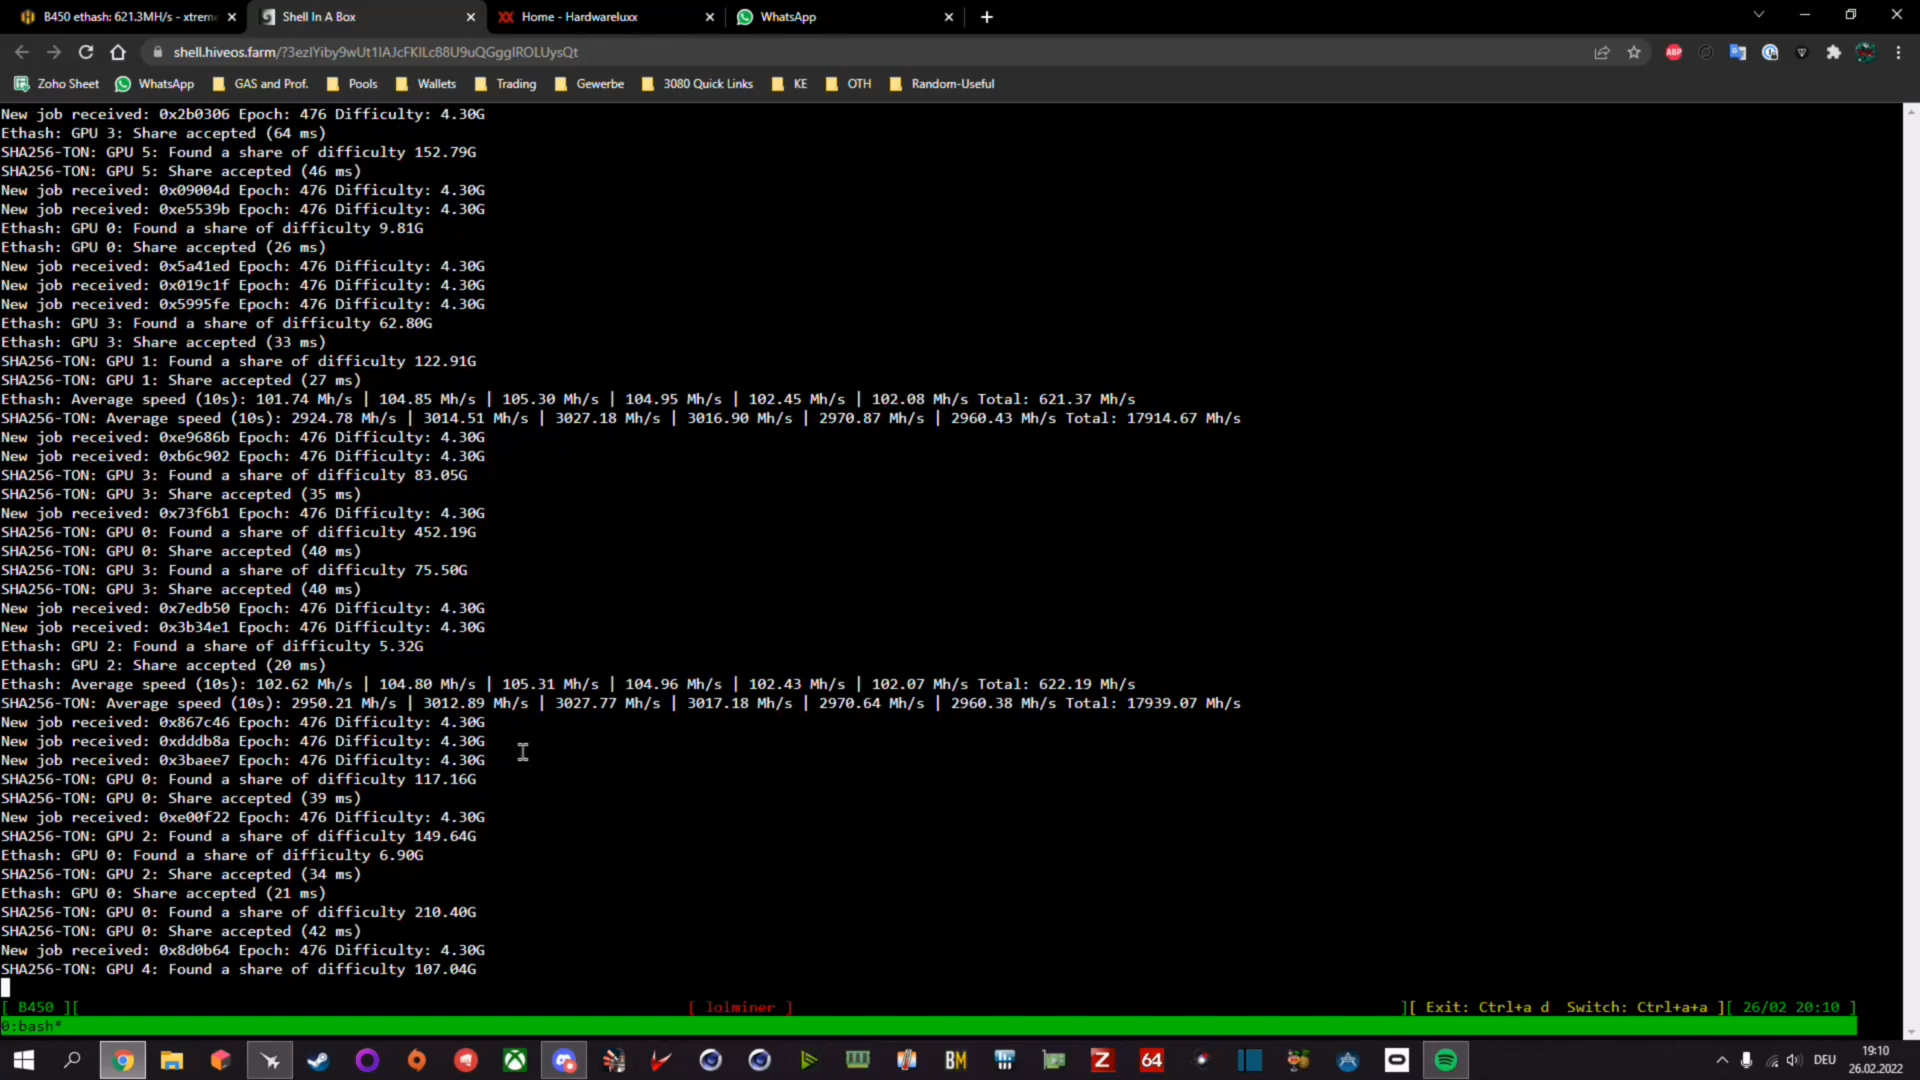 B450 ethash: 621.3MH/s - xtrem
Shell In A Box
Home - Hardwareluxx
WhatsApp
shell.hiveos.farm/?3ezIYiby9wUt1IAJcFKILc88U9uQGggIROLUysQt
Zoho Sheet WhatsApp GAS and Prof. Pools Wallets Trading Gewerbe 3080 Quick Links KE OTH Random-Useful
New job received: 0x2b0306 Epoch: 476 Difficulty: 4.30G
Ethash: GPU 3: Share accepted (64 ms)
SHA256-TON: GPU 5: Found a share of difficulty 152.79G
SHA256-TON: GPU 5: Share accepted (46 ms)
New job received: 0x09004d Epoch: 476 Difficulty: 4.30G
New job received: 0xe5539b Epoch: 476 Difficulty: 4.30G
Ethash: GPU 0: Found a share of difficulty 9.81G
Ethash: GPU 0: Share accepted (26 ms)
New job received: 0x5a41ed Epoch: 476 Difficulty: 4.30G
New job received: 0x019c1f Epoch: 476 Difficulty: 4.30G
New job received: 0x5995fe Epoch: 476 Difficulty: 4.30G
Ethash: GPU 3: Found a share of difficulty 62.80G
Ethash: GPU 3: Share accepted (33 ms)
SHA256-TON: GPU 1: Found a share of difficulty 122.91G
SHA256-TON: GPU 1: Share accepted (27 ms)
Ethash: Average speed (10s): 101.74 Mh/s | 104.85 Mh/s | 105.30 Mh/s | 104.95 Mh/s | 102.45 Mh/s | 102.08 Mh/s Total: 621.37 Mh/s
SHA256-TON: Average speed (10s): 2924.78 Mh/s | 3014.51 Mh/s | 3027.18 Mh/s | 3016.90 Mh/s | 2970.87 Mh/s | 2960.43 Mh/s Total: 17914.67 Mh/s
New job received: 0xe9686b Epoch: 476 Difficulty: 4.30G
New job received: 0xb6c902 Epoch: 476 Difficulty: 4.30G
SHA256-TON: GPU 3: Found a share of difficulty 83.05G
SHA256-TON: GPU 3: Share accepted (35 ms)
New job received: 0x73f6b1 Epoch: 476 Difficulty: 4.30G
SHA256-TON: GPU 0: Found a share of difficulty 452.19G
SHA256-TON: GPU 0: Share accepted (40 ms)
SHA256-TON: GPU 3: Found a share of difficulty 75.50G
SHA256-TON: GPU 3: Share accepted (40 ms)
New job received: 0x7edb50 Epoch: 476 Difficulty: 4.30G
New job received: 0x3b34e1 Epoch: 476 Difficulty: 4.30G
Ethash: GPU 2: Found a share of difficulty 5.32G
Ethash: GPU 2: Share accepted (20 ms)
Ethash: Average speed (10s): 102.62 Mh/s | 104.80 Mh/s | 105.31 Mh/s | 104.96 Mh/s | 102.43 Mh/s | 102.07 Mh/s Total: 622.19 Mh/s
SHA256-TON: Average speed (10s): 2950.21 Mh/s | 3012.89 Mh/s | 3027.77 Mh/s | 3017.18 Mh/s | 2970.64 Mh/s | 2960.38 Mh/s Total: 17939.07 Mh/s
New job received: 0x867c46 Epoch: 476 Difficulty: 4.30G
New job received: 0xdddb8a Epoch: 476 Difficulty: 4.30G
New job received: 0x3baee7 Epoch: 476 Difficulty: 4.30G
SHA256-TON: GPU 0: Found a share of difficulty 117.16G
SHA256-TON: GPU 0: Share accepted (39 ms)
New job received: 0xe00f22 Epoch: 476 Difficulty: 4.30G
SHA256-TON: GPU 2: Found a share of difficulty 149.64G
Ethash: GPU 0: Found a share of difficulty 6.90G
SHA256-TON: GPU 2: Share accepted (34 ms)
Ethash: GPU 0: Share accepted (21 ms)
SHA256-TON: GPU 0: Found a share of difficulty 210.40G
SHA256-TON: GPU 0: Share accepted (42 ms)
New job received: 0x8d0b64 Epoch: 476 Difficulty: 4.30G
SHA256-TON: GPU 4: Found a share of difficulty 107.04G
[ B450 ][ [ lolminer ] ][ Exit: Ctrl+a d Switch: Ctrl+a+a ][ 26/02 20:10 ]
0:bash*
BM Z 64 DEU 19:10
26.02.2022